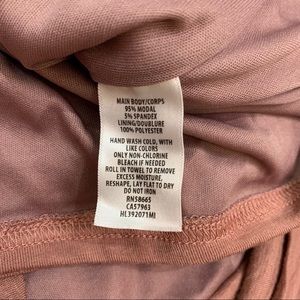 MAIN BODY/CORPS
95% MODAL
5% SPANDEX
LINING/DOUBLURE
100% POLYESTER
HAND WASH COLD, WITH
LIKE COLORS
ONLY NON-CHLORINE
BLEACH IF NEEDED
ROLL IN TOWEL TO REMOVE
EXCESS MOISTURE,
RESHAPE, LAY FLAT TO DRY
DO NOT IRON
RN58665
CA57963
HL392071MI